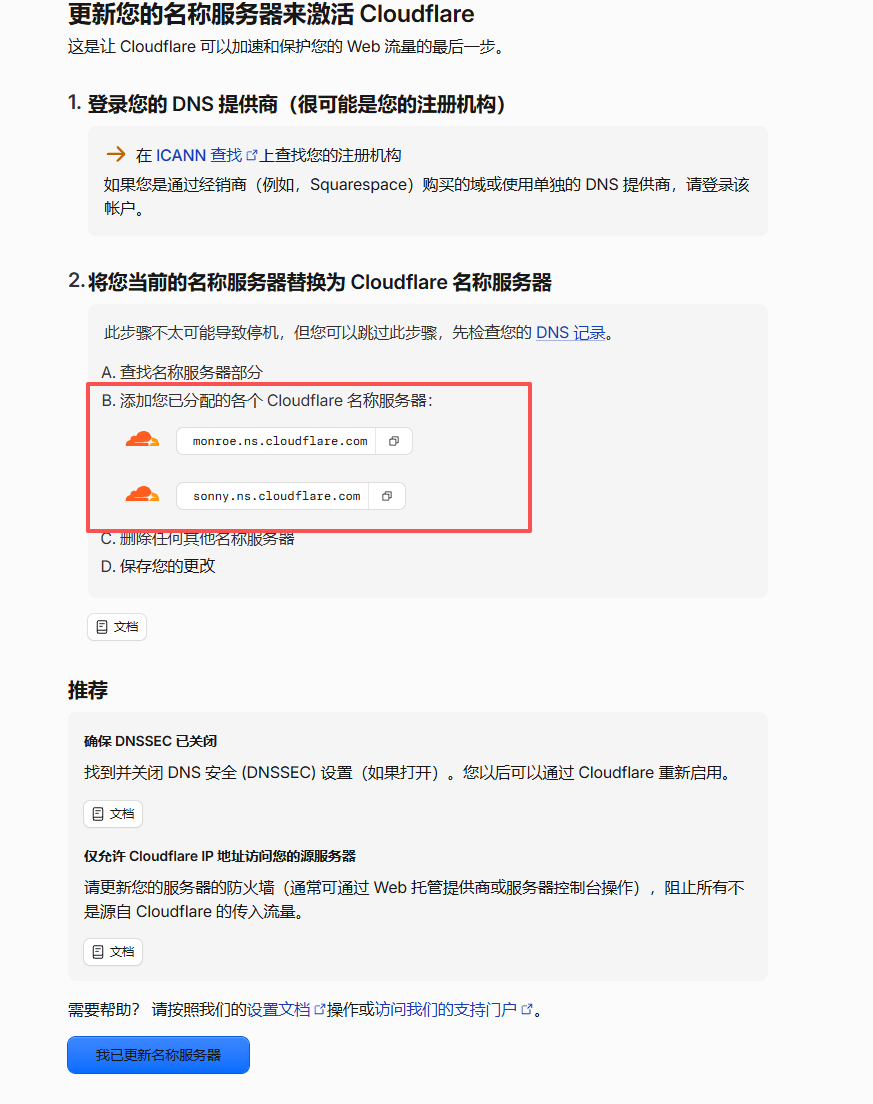 更新您的名称服务器来激活 Cloudflare
这是让 Cloudflare 可以加速和保护您的 Web 流量的最后一步。
1. 登录您的 DNS 提供商（很可能是您的注册机构）
在 ICANN 查找上查找您的注册机构
如果您是通过经销商（例如，Squarespace）购买的域或使用单独的 DNS 提供商，请登录该
帐户。
2. 将您当前的名称服务器替换为 Cloudflare 名称服务器
此步骤不太可能导致停机，但您可以跳过此步骤，先检查您的 DNS 记录。
A. 查找名称服务器部分
B. 添加您已分配的各个 Cloudflare 名称服务器：
monroe.ns.cloudflare.com
sonny.ns.cloudflare.com
C. 删除任何其他名称服务器
D. 保存您的更改
文档
推荐
确保 DNSSEC 已关闭
找到并关闭 DNS 安全 (DNSSEC) 设置（如果打开）。您以后可以通过 Cloudflare 重新启用。
文档
仅允许 Cloudflare IP 地址访问您的源服务器
请更新您的服务器的防火墙（通常可通过 Web 托管提供商或服务器控制台操作），阻止所有不
是源自 Cloudflare 的传入流量。
文档
需要帮助？ 请按照我们的设置文档操作或访问我们的支持门户。
我已更新名称服务器